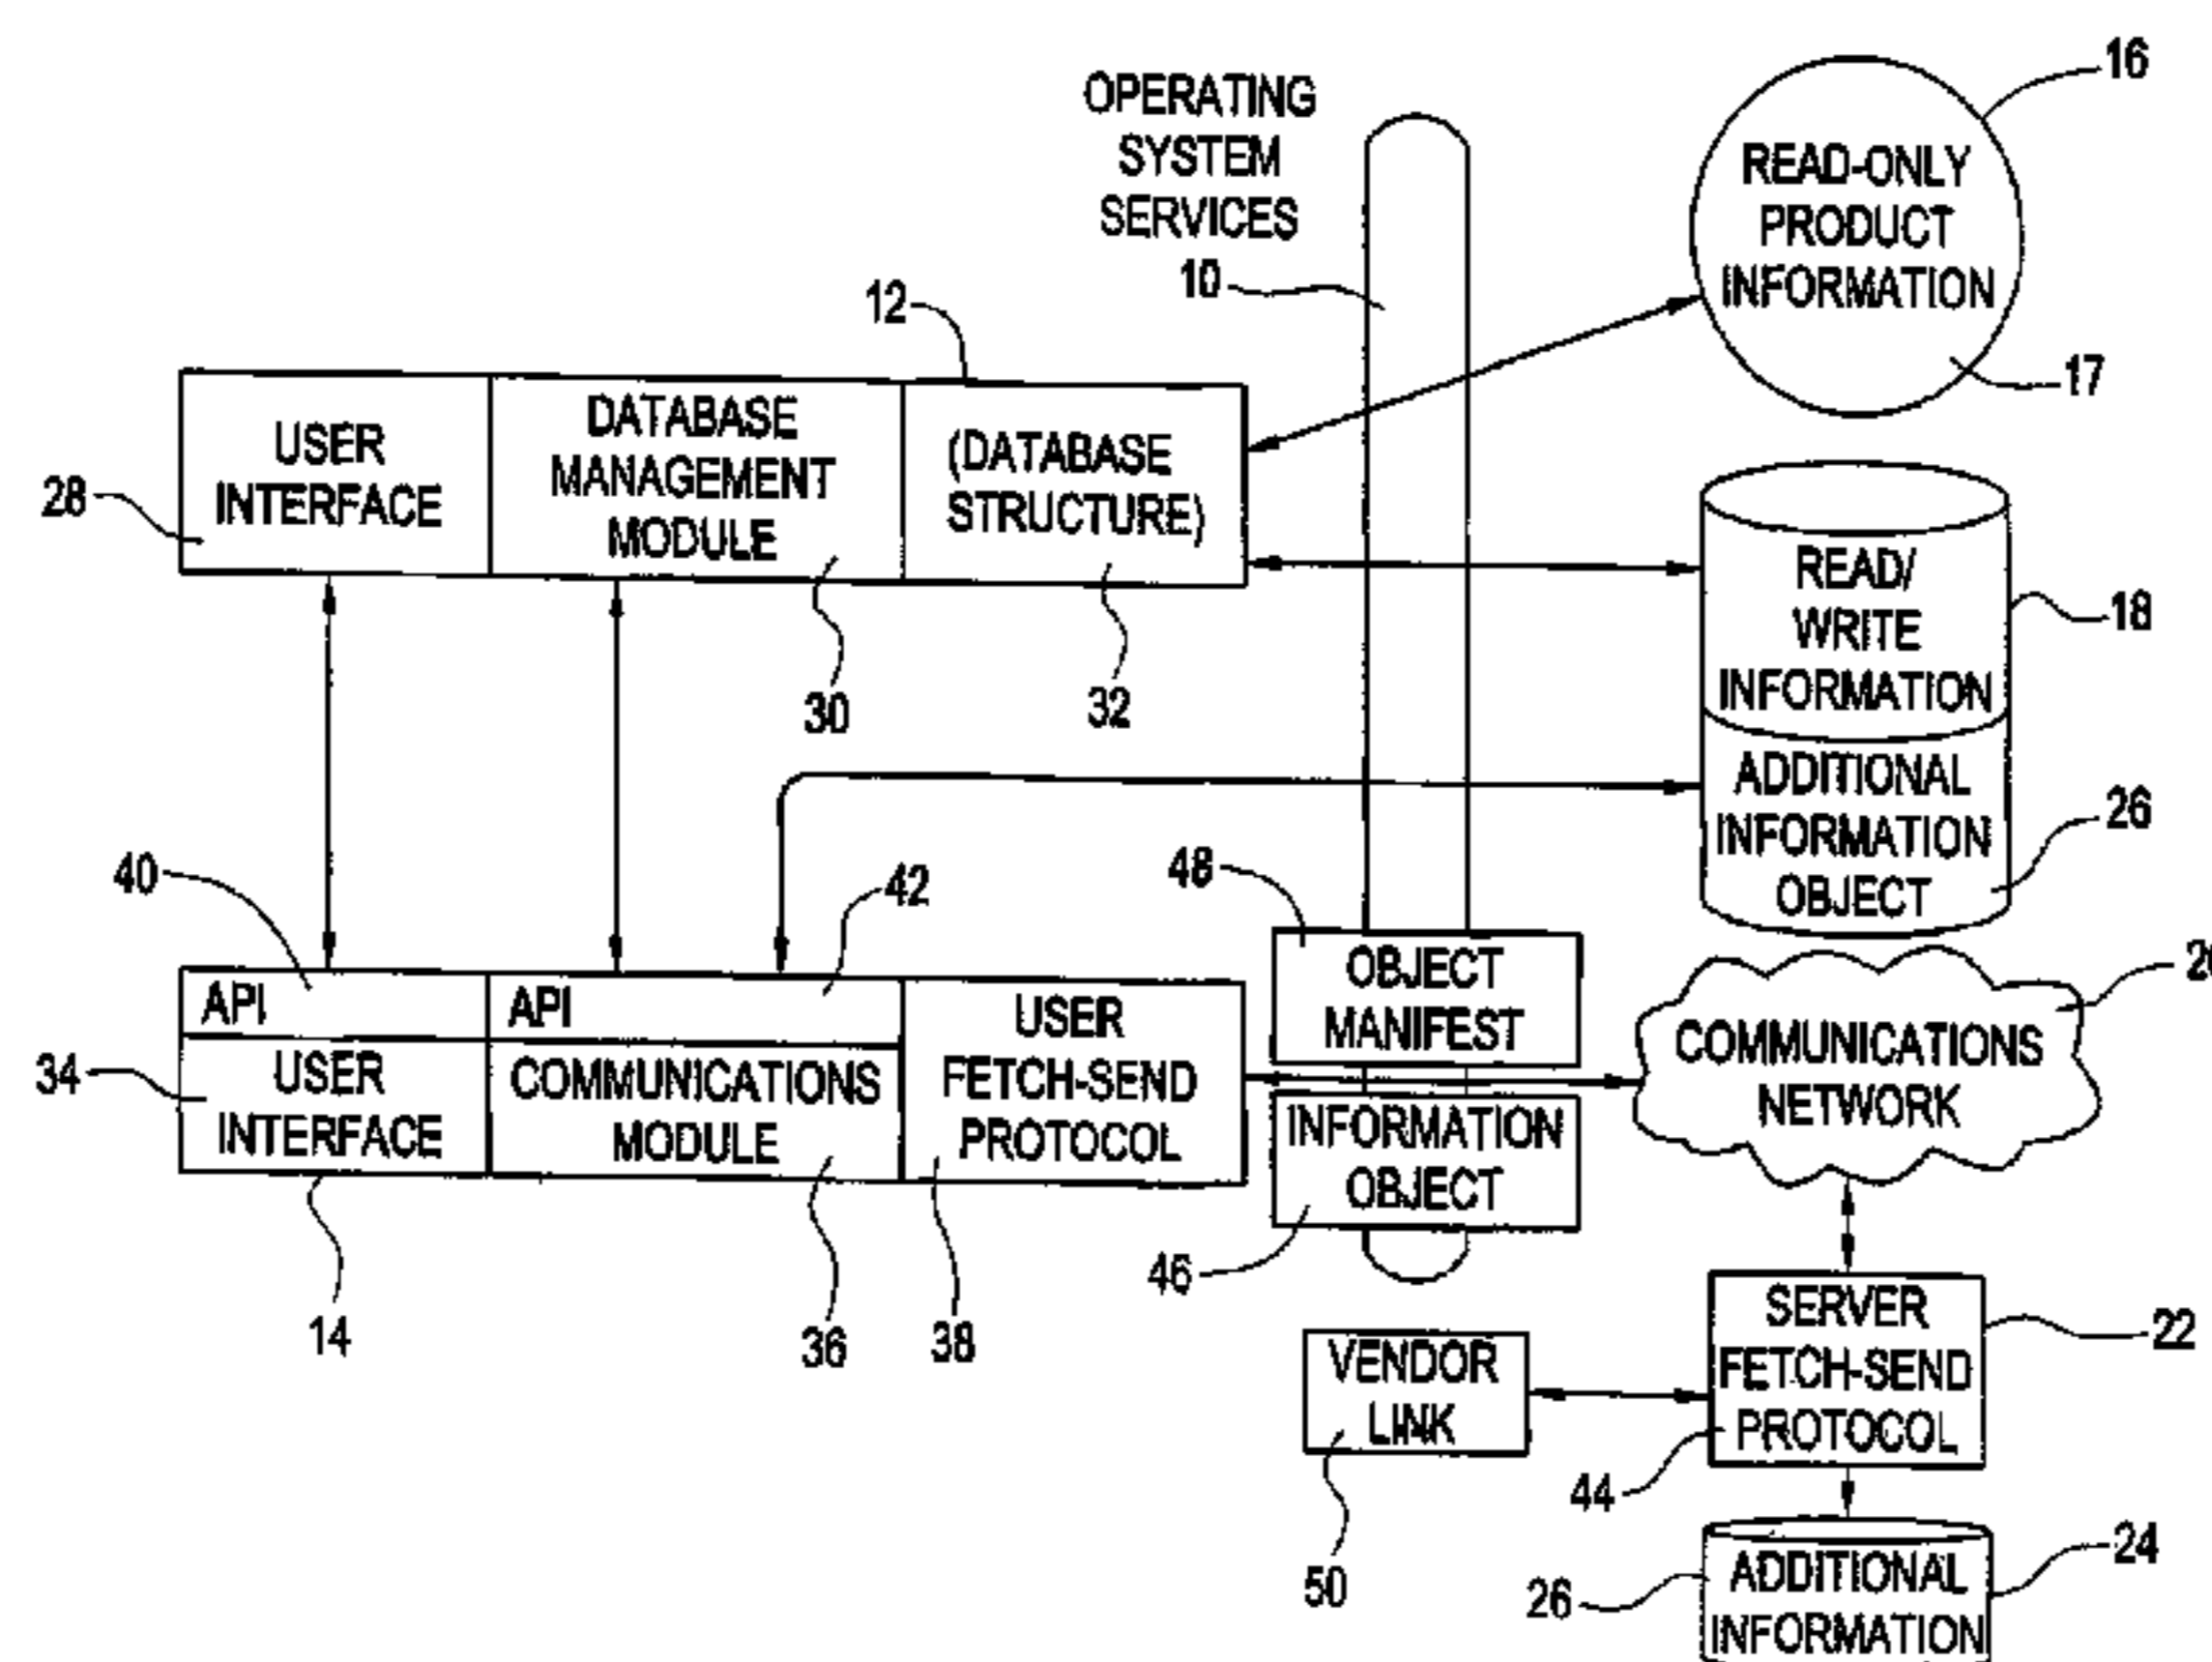 OPERATING
SYSTEM
SERVICES
10
16
READ-ONLY
PRODUCT
INFORMATION
17
12
USER
INTERFACE
28
DATABASE
MANAGEMENT
MODULE
30
(DATABASE
STRUCTURE)
32
READ/
WRITE
INFORMATION
18
ADDITIONAL
INFORMATION
OBJECT
26
40
API
42
API
34
USER
INTERFACE
14
COMMUNICATIONS
MODULE
36
USER
FETCH-SEND
PROTOCOL
38
48
OBJECT
MANIFEST
INFORMATION
OBJECT
46
COMMUNICATIONS
NETWORK
VENDOR
LINK
50
SERVER
FETCH-SEND
PROTOCOL
22
44
ADDITIONAL
INFORMATION
24
26